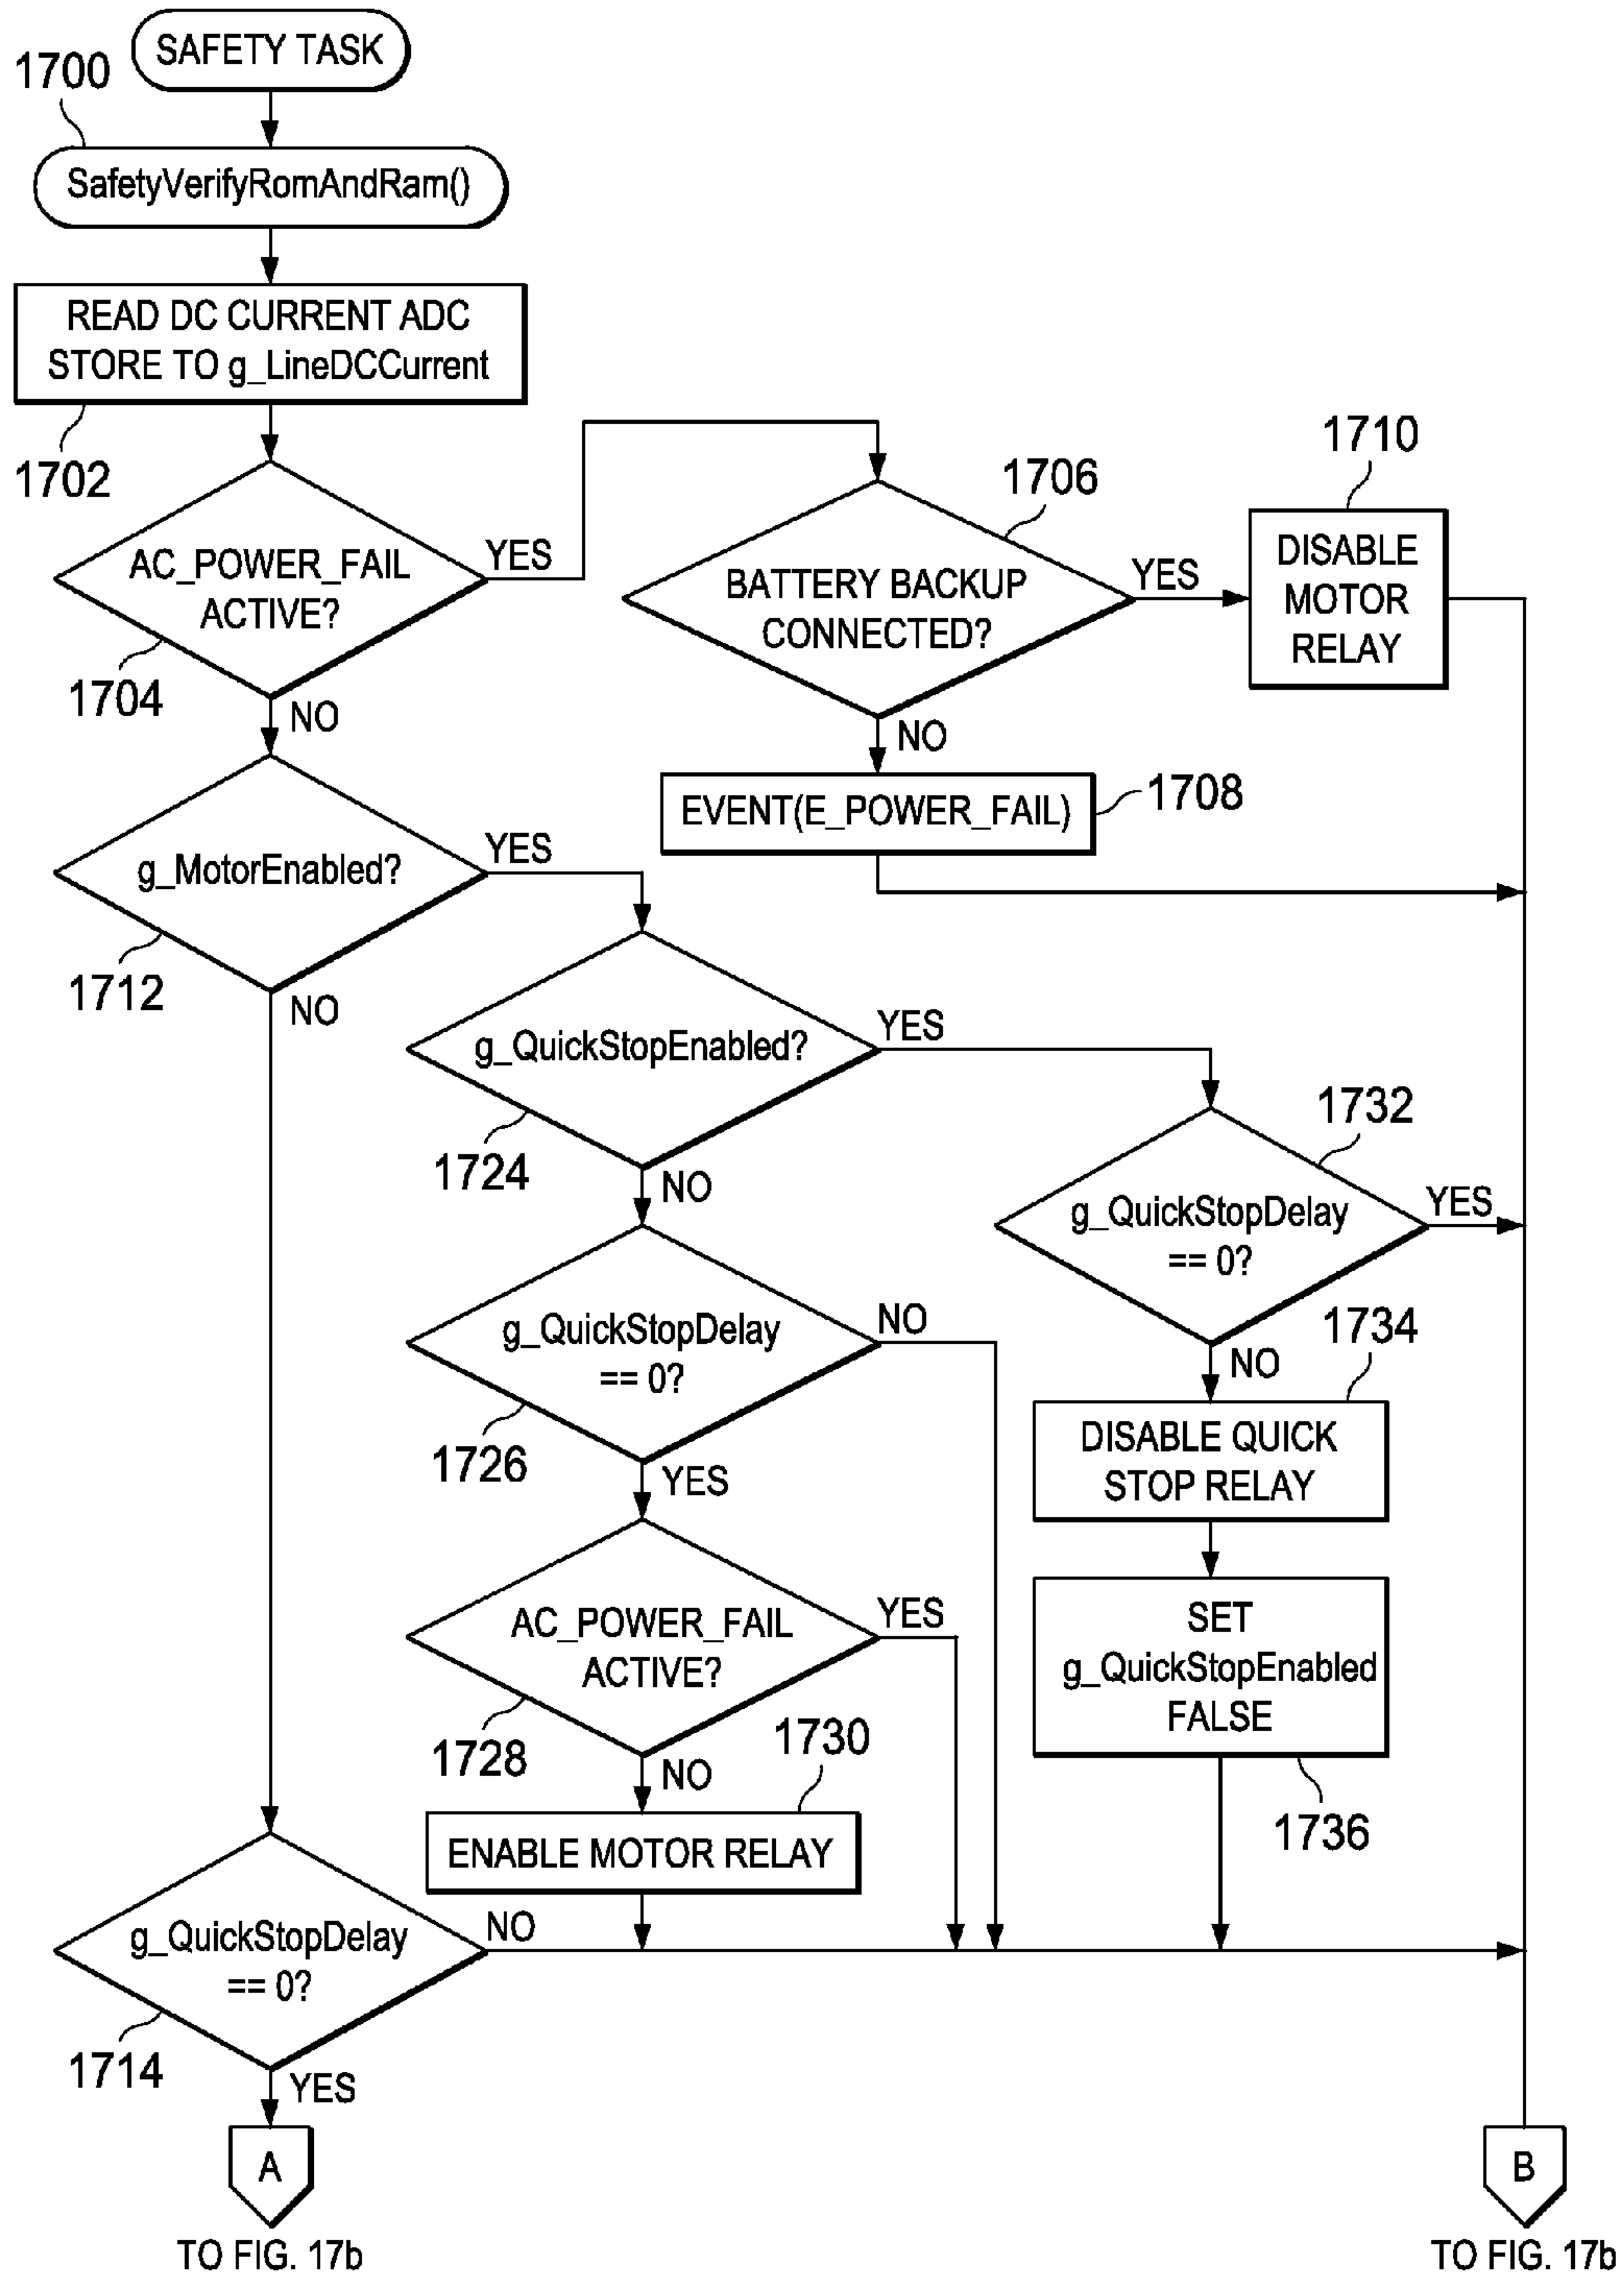 SAFETY TASK
1700
SafetyVerifyRomAndRam()
READ DC CURRENT ADC
STORE TO g_LineDCCurrent
1702
AC_POWER_FAIL
ACTIVE?
YES
1704
NO
1706
BATTERY BACKUP
CONNECTED?
YES
NO
1710
DISABLE
MOTOR
RELAY
EVENT(E_POWER_FAIL)
1708
g_MotorEnabled?
YES
1712
NO
g_QuickStopEnabled?
YES
1724
NO
1732
g_QuickStopDelay
== 0?
YES
NO
g_QuickStopDelay
== 0?
NO
1726
YES
1734
DISABLE QUICK
STOP RELAY
AC_POWER_FAIL
ACTIVE?
YES
1728
NO
SET
g_QuickStopEnabled
FALSE
1736
1730
ENABLE MOTOR RELAY
g_QuickStopDelay
== 0?
NO
1714
YES
A
TO FIG. 17b
B
TO FIG. 17b